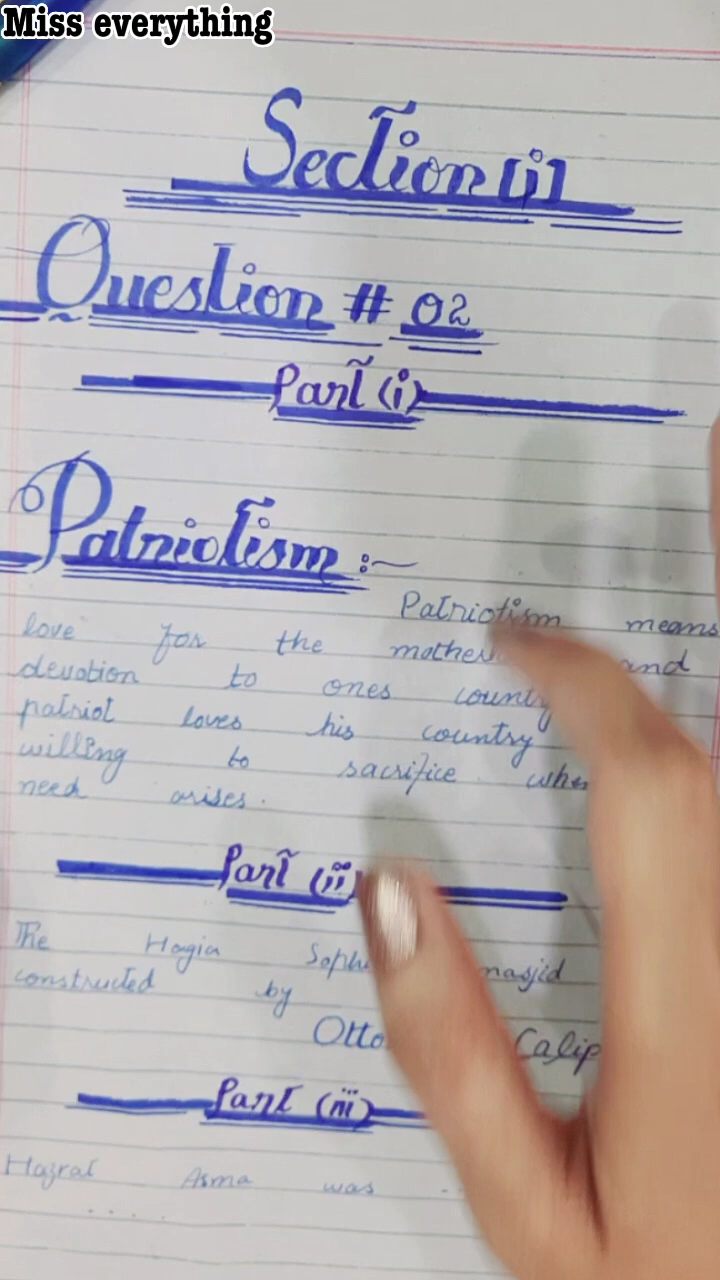 Miss everything
Section (ii)
Question # 02
Part (i)
Patriotism :~
Patriotism means
love for the and
devotion to ones
patriot loves his country
willing to sacrifice
need arises.
Part (ii)
The Hagia masjid
constructed by
Part (iii)
Hazrat Asma was ..
....